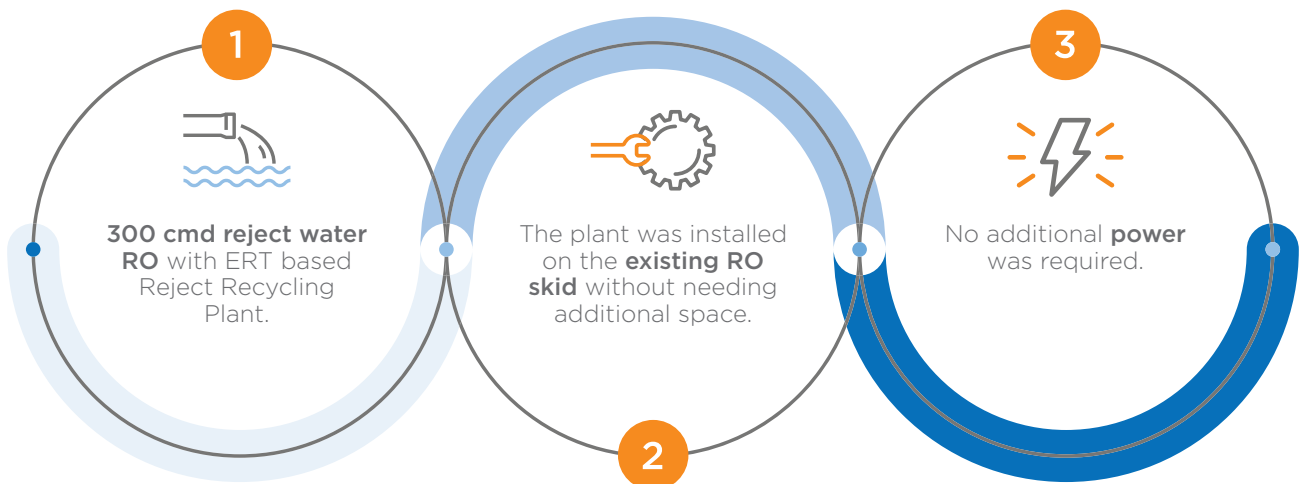 1
300 cmd reject water
RO with ERT based
Reject Recycling
Plant.
The plant was installed
on the existing RO
skid without needing
additional space.
2
3
No additional power
was required.